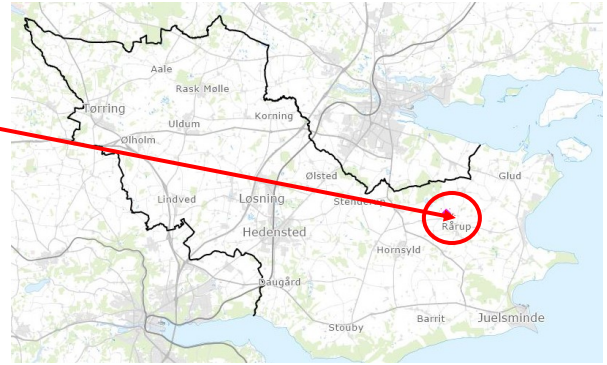 Aale
Rask Mølle
Tørring
Uldum
Korning
Ølholm
Ølsted
Glud
Lindved
Løsning
Stenderup
Rårup
Hedensted
Hornsyld
Daugård
Stouby
Barrit
Juelsminde